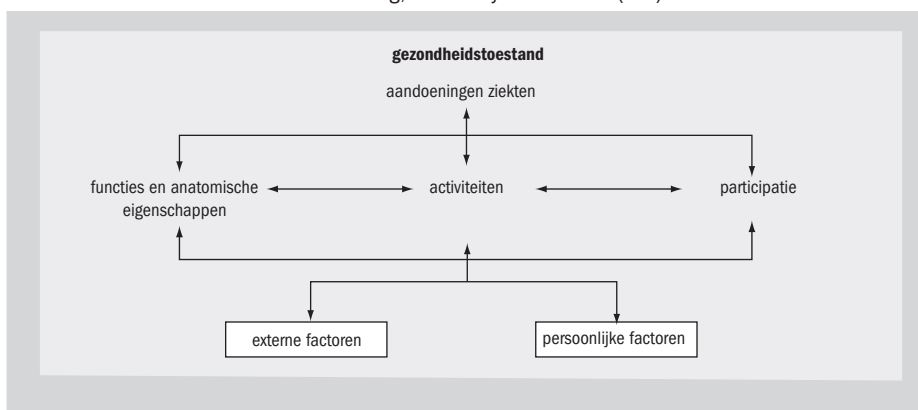 gezondheidstoestand
aandoeningen ziekten
functies en anatomische
eigenschappen
activiteiten
participatie
externe factoren
persoonlijke factoren